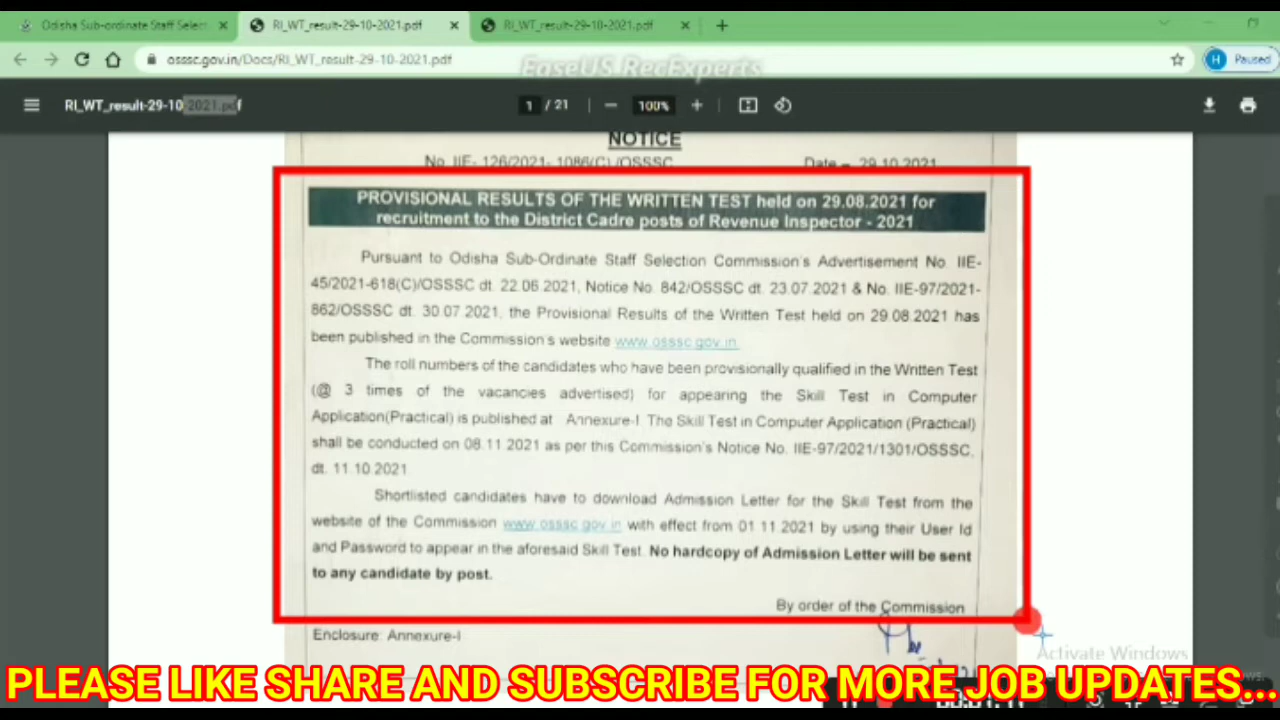 Odisha Sub-ordinate Staff Select
RI_WT_result-29-10-2021.pdf
RI_WT_result-29-10-2021.pdf
osssc.gov.in/Docs/RI_WT_result-29-10-2021.pdf
H Paused
EaseUS RecExperts
RI_WT_result-29-10-2021.pdf
1 / 21
100%
NOTICE
No. IIE- 126/2021- 1086(C) /OSSSC Date – 29.10.2021
PROVISIONAL RESULTS OF THE WRITTEN TEST held on 29.08.2021 for
recruitment to the District Cadre posts of Revenue Inspector - 2021
Pursuant to Odisha Sub-Ordinate Staff Selection Commission's Advertisement No. IIE-
45/2021-618(C)/OSSSC dt. 22.06.2021, Notice No. 842/OSSSC dt. 23.07.2021 & No. IIE-97/2021-
862/OSSSC dt. 30.07.2021, the Provisional Results of the Written Test held on 29.08.2021 has
been published in the Commission's website www.osssc.gov.in.
The roll numbers of the candidates who have been provisionally qualified in the Written Test
(@ 3 times of the vacancies advertised) for appearing the Skill Test in Computer
Application(Practical) is published at Annexure-I. The Skill Test in Computer Application (Practical)
shall be conducted on 08.11.2021 as per this Commission's Notice No. IIE-97/2021/1301/OSSSC,
dt. 11.10.2021
Shortlisted candidates have to download Admission Letter for the Skill Test from the
website of the Commission www.osssc.gov.in with effect from 01.11.2021 by using their User Id
and Password to appear in the aforesaid Skill Test. No hardcopy of Admission Letter will be sent
to any candidate by post.
By order of the Commission
Enclosure: Annexure-I
Activate Windows
PLEASE LIKE SHARE AND SUBSCRIBE FOR MORE JOB UPDATES...